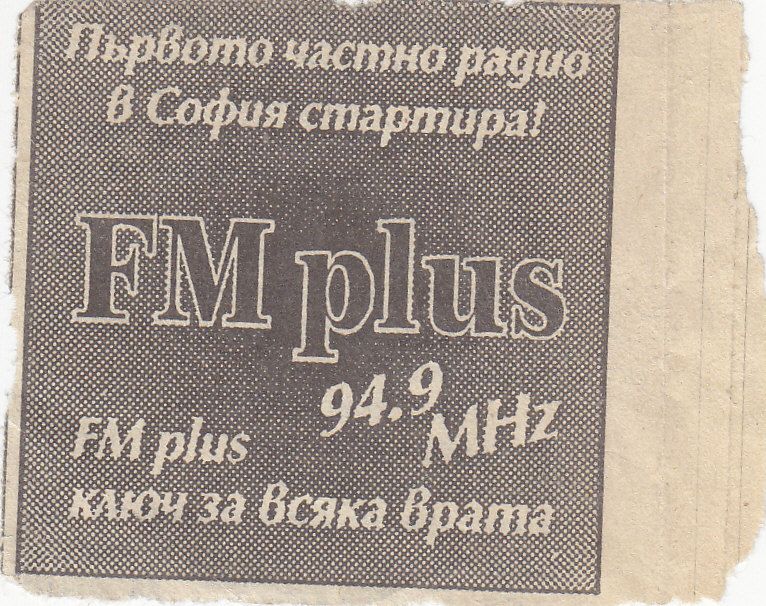 Първото частно радио
в София стартира!
FM plus
94.9
MHz
FM plus
ключ за всяка врата